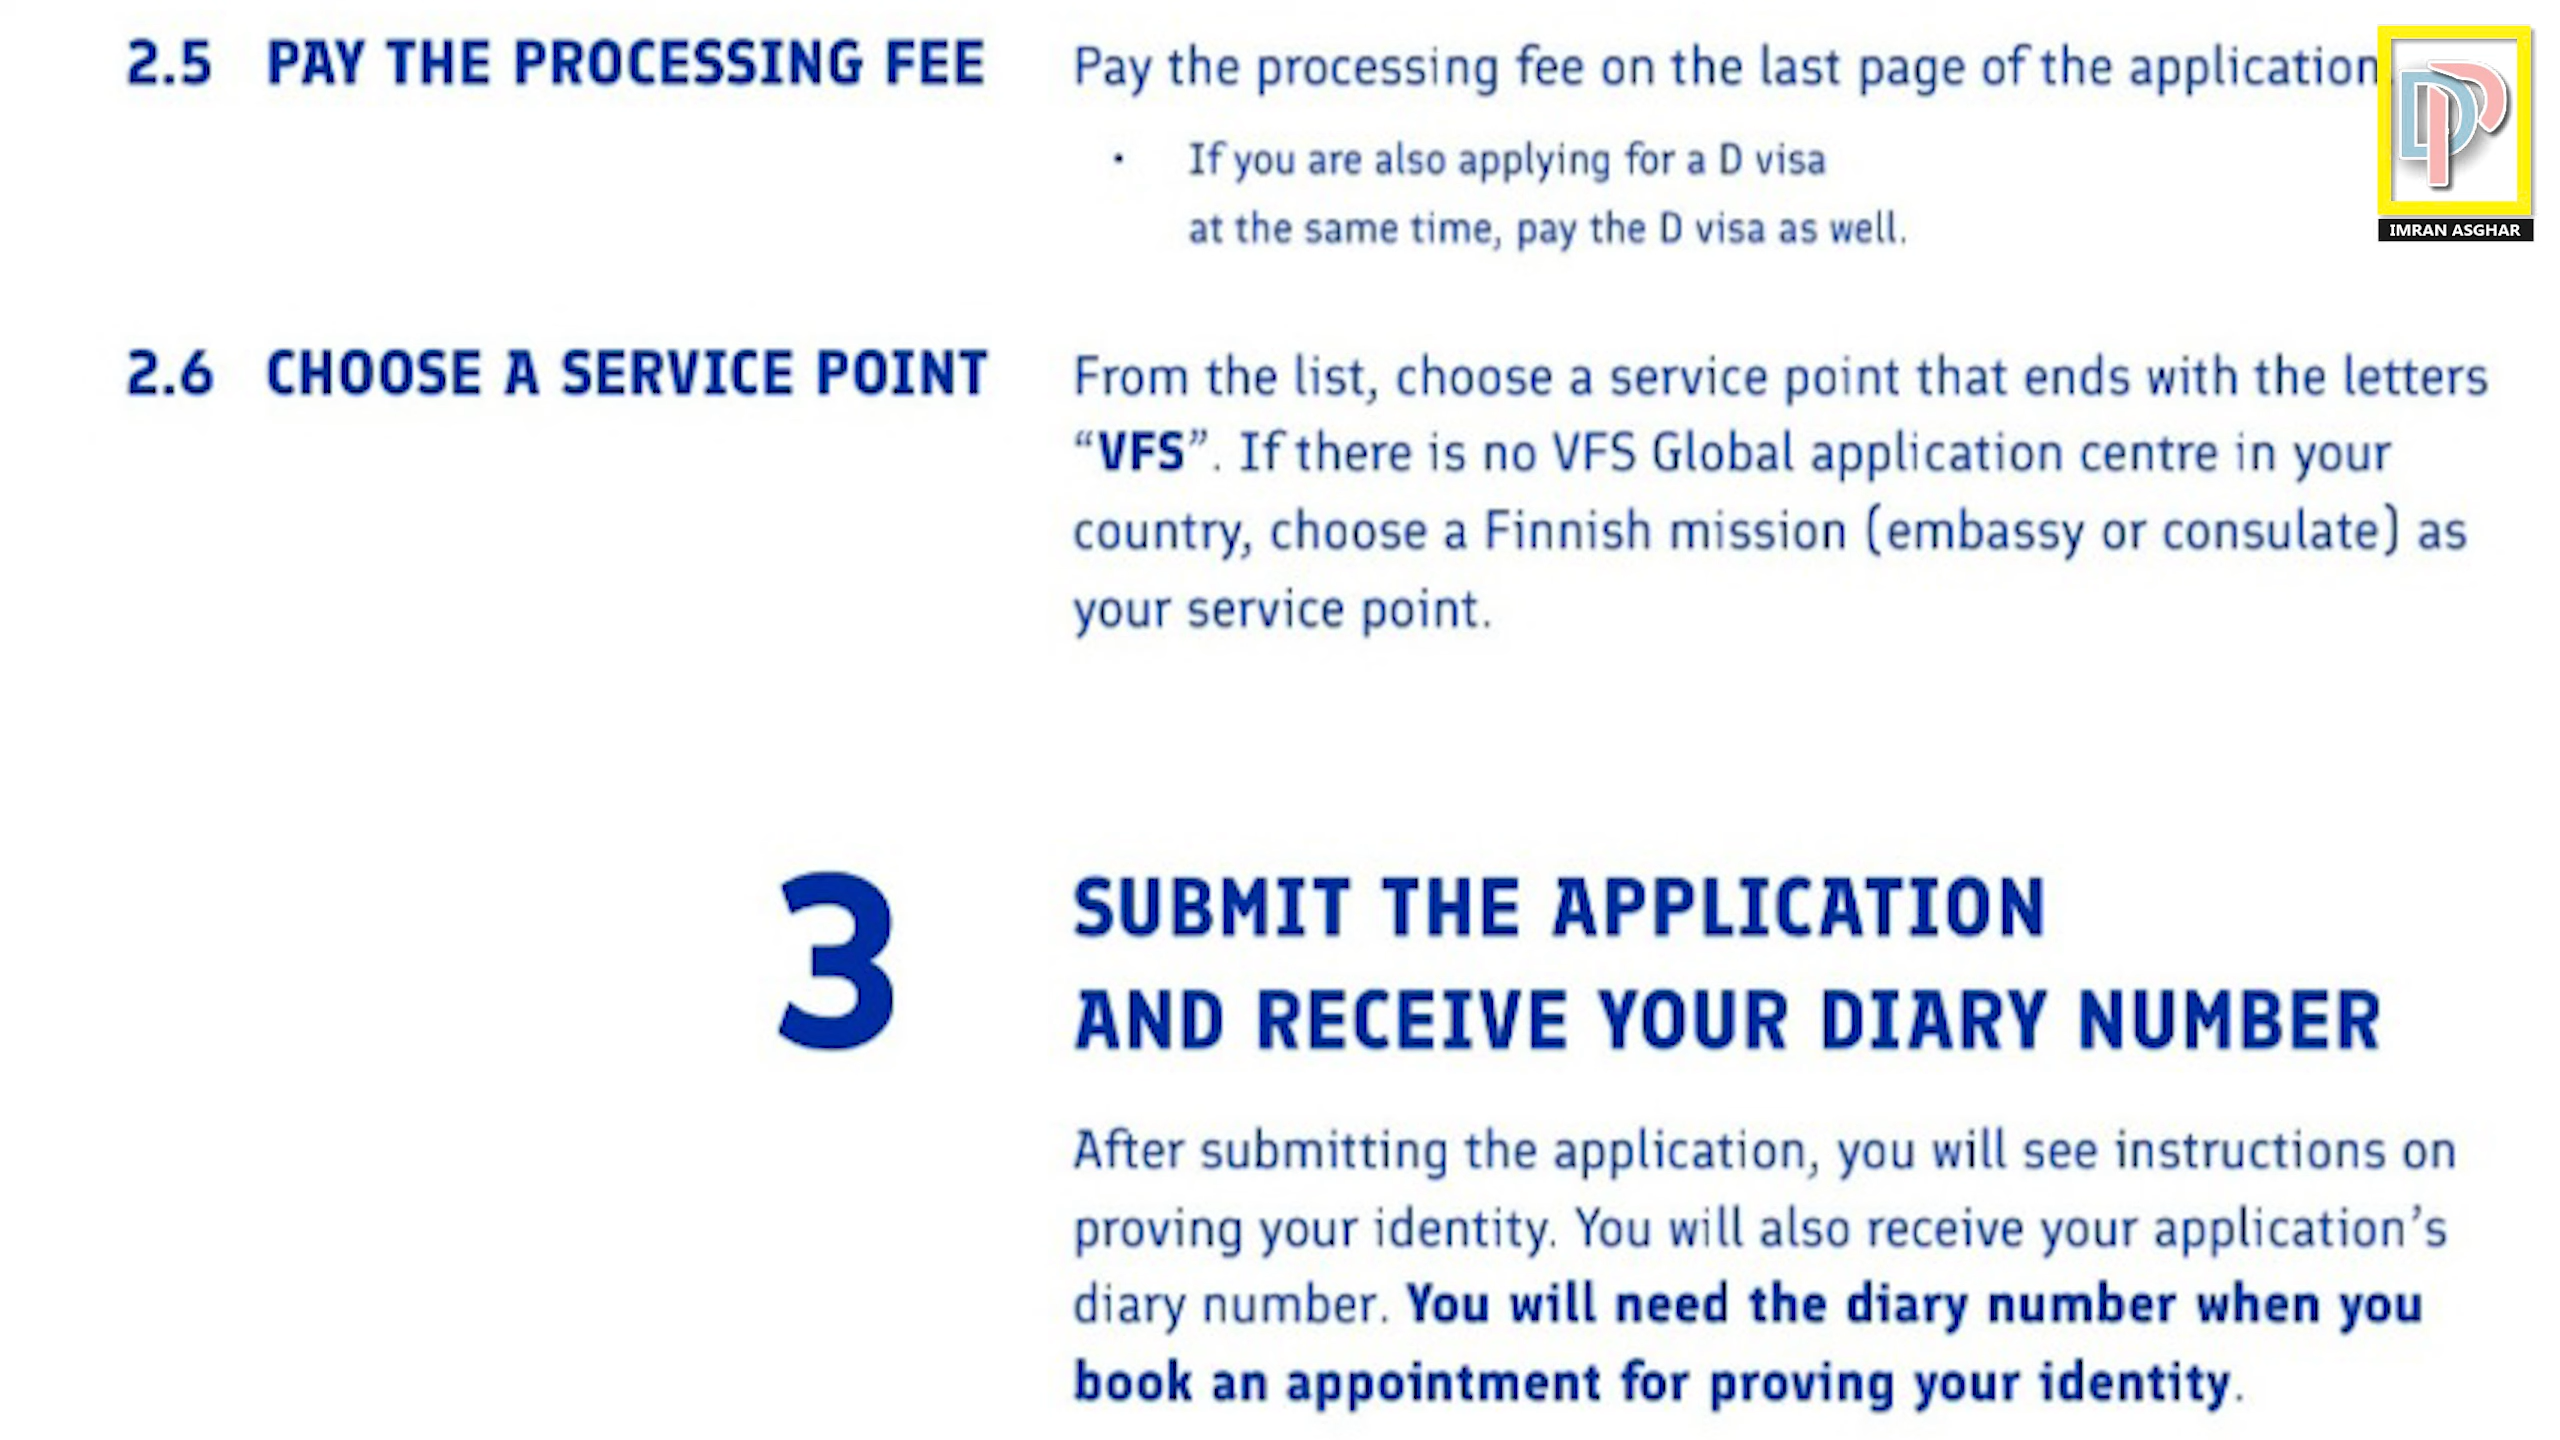 2.5 PAY THE PROCESSING FEE
Pay the processing fee on the last page of the application
• If you are also applying for a D visa
at the same time, pay the D visa as well.
2.6 CHOOSE A SERVICE POINT
From the list, choose a service point that ends with the letters
“VFS”. If there is no VFS Global application centre in your
country, choose a Finnish mission (embassy or consulate) as
your service point.
3
SUBMIT THE APPLICATION
AND RECEIVE YOUR DIARY NUMBER
After submitting the application, you will see instructions on
proving your identity. You will also receive your application’s
diary number. You will need the diary number when you
book an appointment for proving your identity.
DP
IMRAN ASGHAR